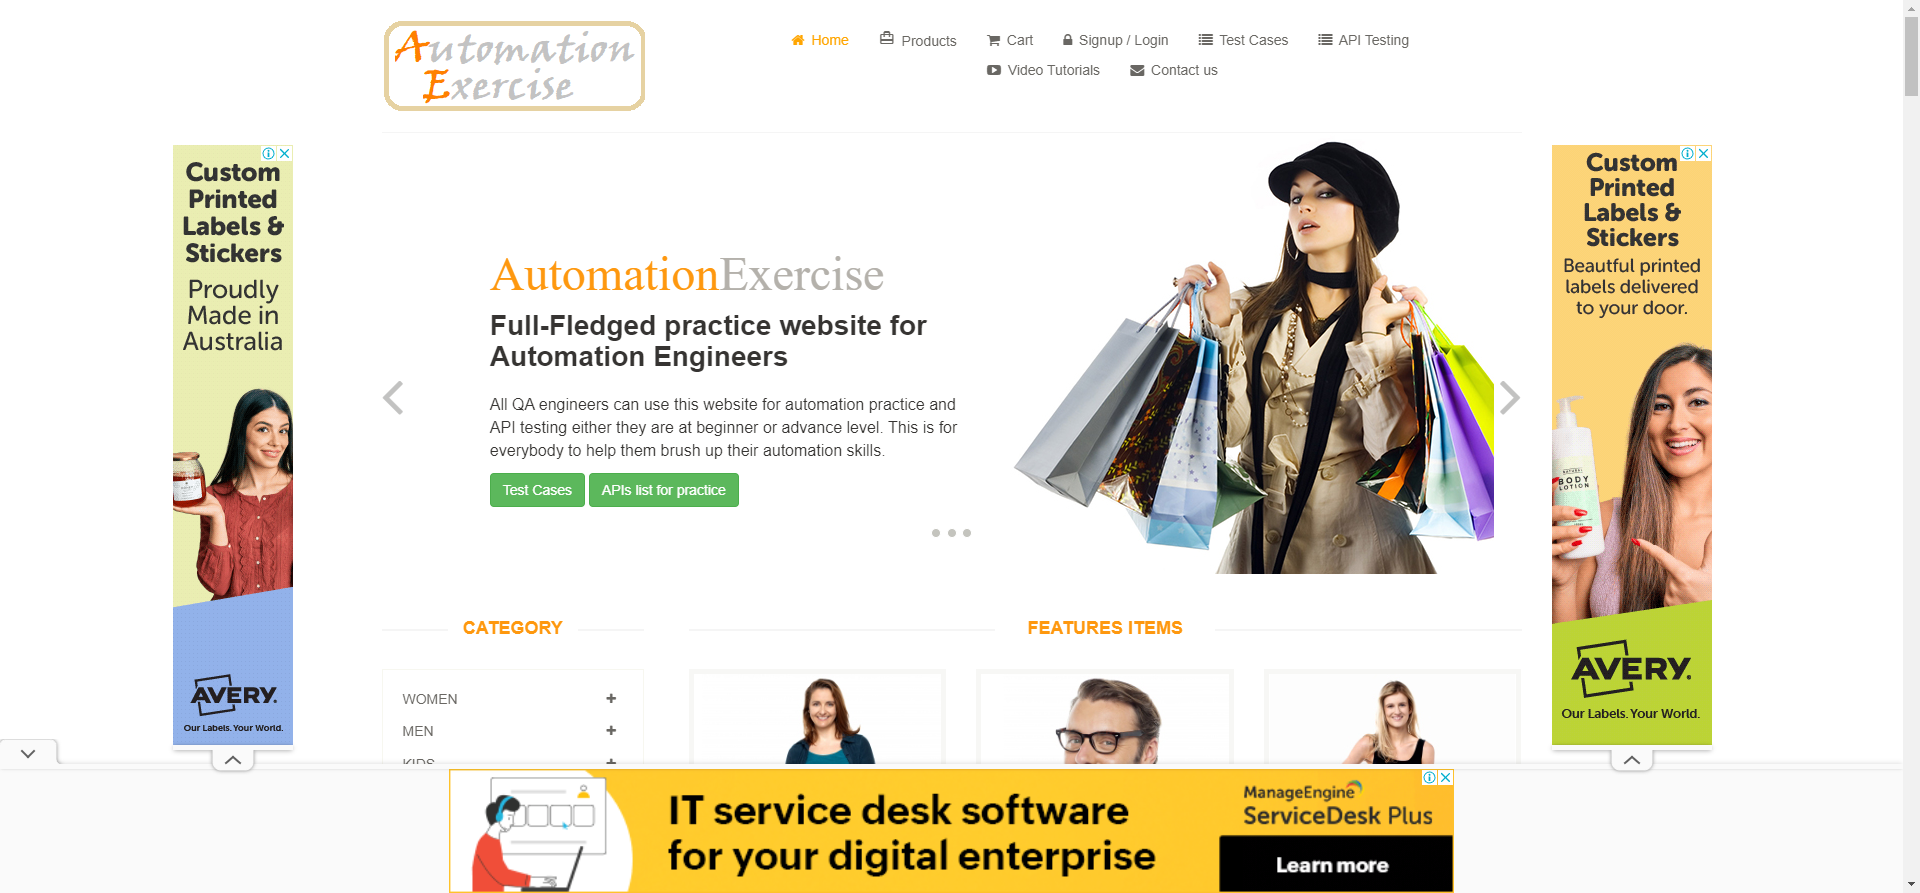 Automation
Exercise
Home
Products
Cart
Signup / Login
Test Cases
API Testing
Video Tutorials
Contact us
Custom
Printed
Labels &
Stickers
Proudly
Made in
Australia
AVERY.
Our Labels. Your World.
AutomationExercise
Full-Fledged practice website for
Automation Engineers
All QA engineers can use this website for automation practice and
API testing either they are at beginner or advance level. This is for
everybody to help them brush up their automation skills.
Test Cases
APIs list for practice
Custom
Printed
Labels &
Stickers
Beautful printed
labels delivered
to your door.
NATURAL
BODY
LOTION
AVERY.
Our Labels. Your World.
CATEGORY
WOMEN
MEN
KIDS
FEATURES ITEMS
IT service desk software
for your digital enterprise
ManageEngine
ServiceDesk Plus
Learn more